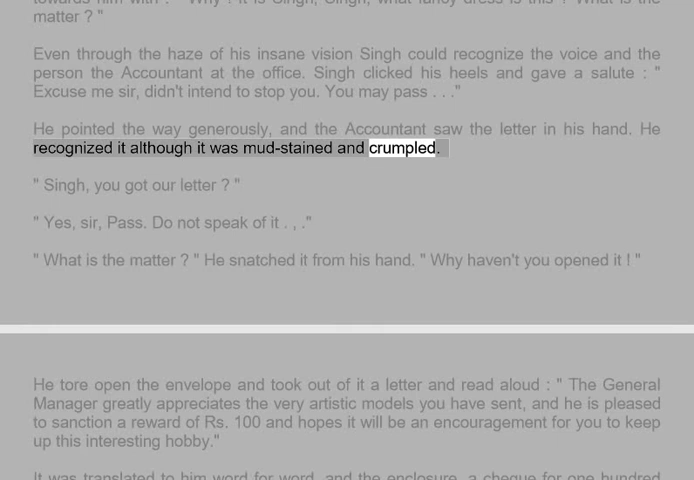 matter ? "
Even through the haze of his insane vision Singh could recognize the voice and the
person the Accountant at the office. Singh clicked his heels and gave a salute : "
Excuse me sir, didn't intend to stop you. You may pass . . ."
He pointed the way generously, and the Accountant saw the letter in his hand. He
recognized it although it was mud-stained and crumpled.
" Singh, you got our letter ? "
" Yes, sir, Pass. Do not speak of it . , ."
" What is the matter ? " He snatched it from his hand. " Why haven't you opened it ! "
He tore open the envelope and took out of it a letter and read aloud : " The General
Manager greatly appreciates the very artistic models you have sent, and he is pleased
to sanction a reward of Rs. 100 and hopes it will be an encouragement for you to keep
up this interesting hobby."
It was translated to him word for word, and the enclosure, a cheque for one hundred